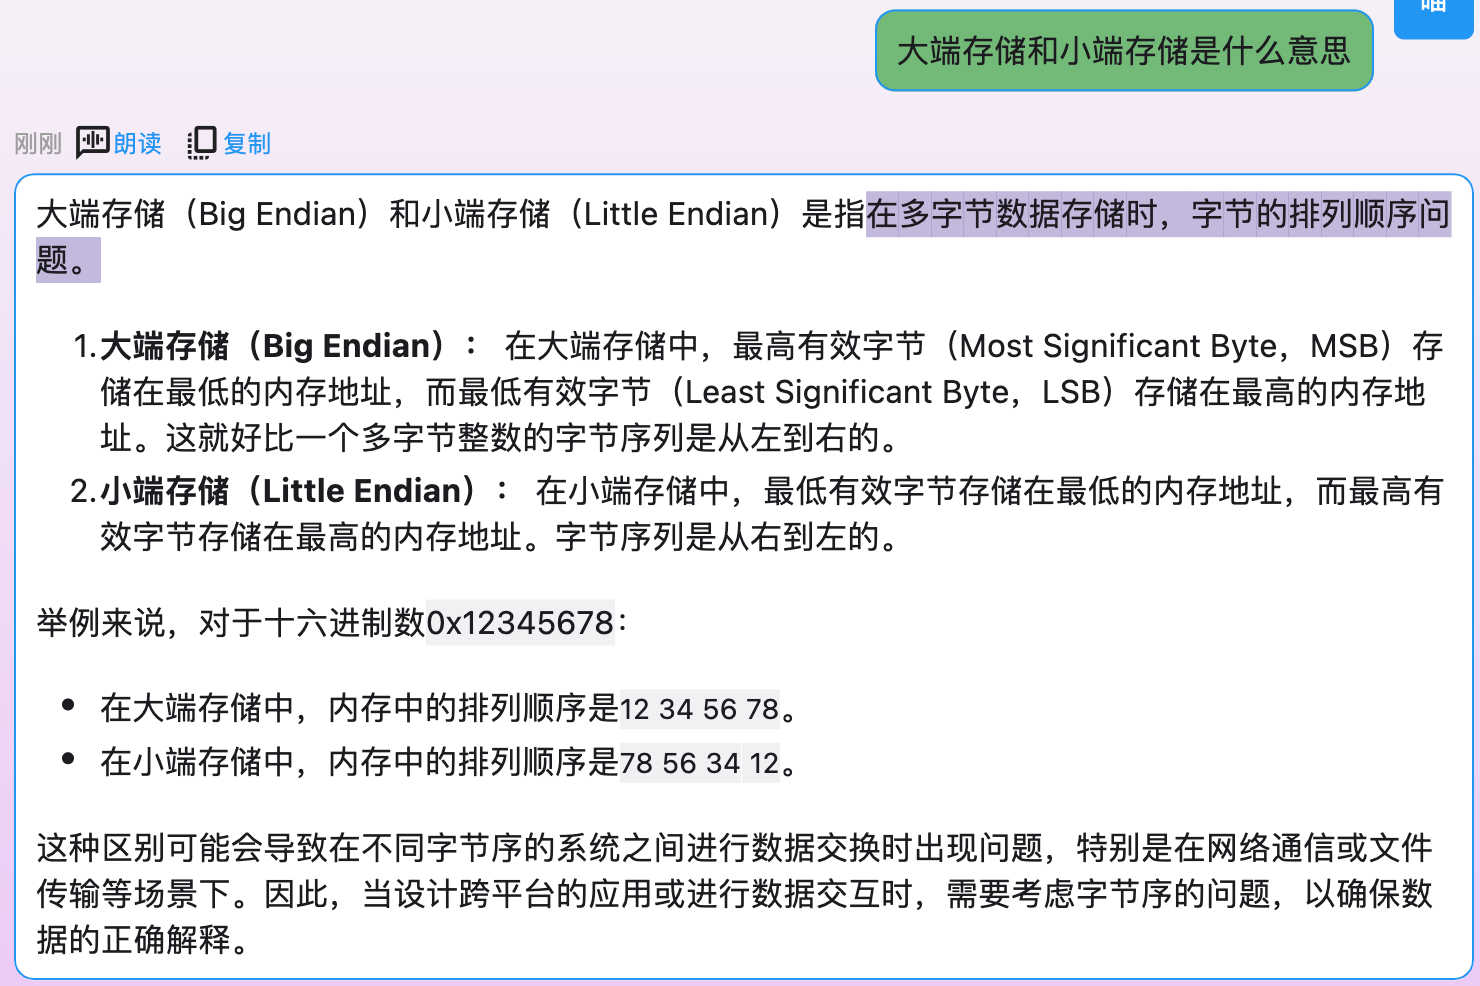 喵
大端存储和小端存储是什么意思
刚刚 朗读 复制
大端存储（Big Endian）和小端存储（Little Endian）是指在多字节数据存储时，字节的排列顺序问
题。
1.大端存储（Big Endian）： 在大端存储中，最高有效字节（Most Significant Byte，MSB）存
储在最低的内存地址，而最低有效字节（Least Significant Byte，LSB）存储在最高的内存地
址。这就好比一个多字节整数的字节序列是从左到右的。
2.小端存储（Little Endian）： 在小端存储中，最低有效字节存储在最低的内存地址，而最高有
效字节存储在最高的内存地址。字节序列是从右到左的。
举例来说，对于十六进制数0x12345678：
• 在大端存储中，内存中的排列顺序是12 34 56 78。
• 在小端存储中，内存中的排列顺序是78 56 34 12。
这种区别可能会导致在不同字节序的系统之间进行数据交换时出现问题，特别是在网络通信或文件
传输等场景下。因此，当设计跨平台的应用或进行数据交互时，需要考虑字节序的问题，以确保数
据的正确解释。